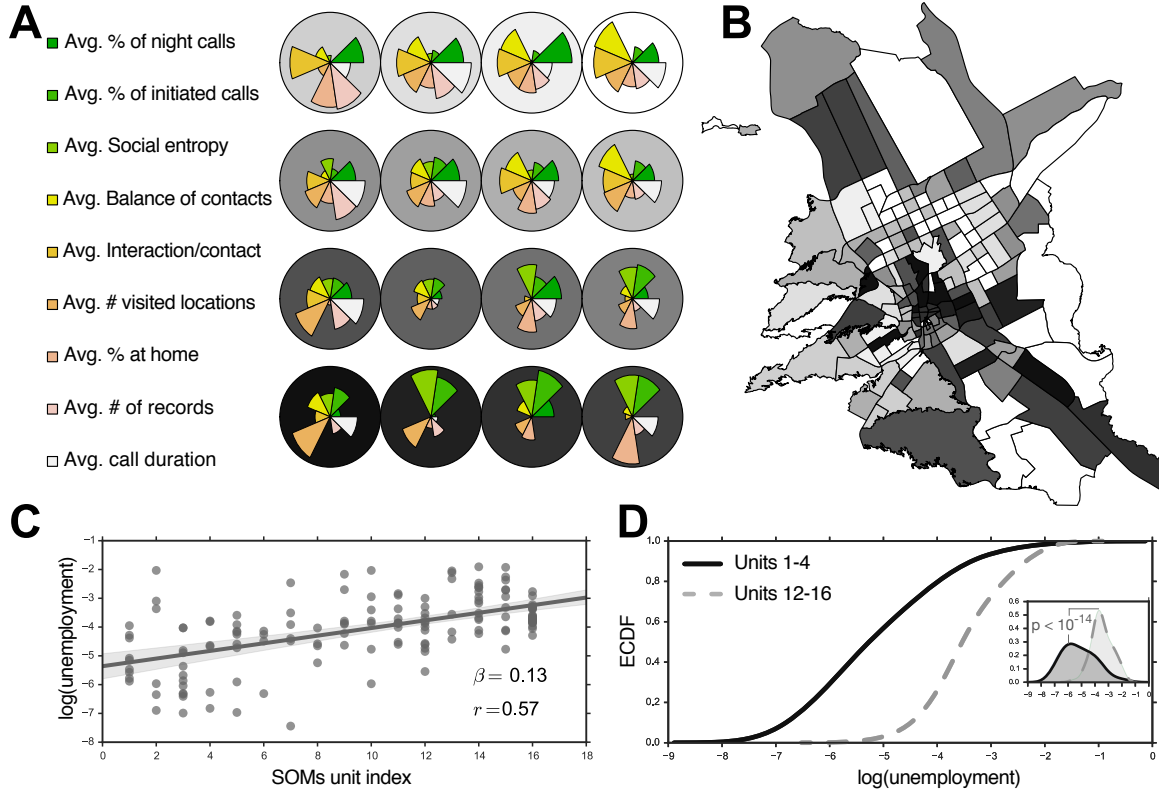 A
Avg. % of night calls
Avg. % of initiated calls
Avg. Social entropy
Avg. Balance of contacts
Avg. Interaction/contact
Avg. # visited locations
Avg. % at home
Avg. # of records
Avg. call duration
B
C
log(unemployment)
−1
−2
−3
−4
−5
−6
−7
−8
0 2 4 6 8 10 12 14 16 18
SOMs unit index
β = 0.13
r =0.57
D
ECDF
1.0
0.8
0.6
0.4
0.2
0.0
−9 −8 −7 −6 −5 −4 −3 −2 −1 0
log(unemployment)
Units 1-4
Units 12-16
p < 10⁻¹⁴
0.6
0.5
0.4
0.3
0.2
0.1
0.0
−9 −8 −7 −6 −5 −4 −3 −2 −1 0